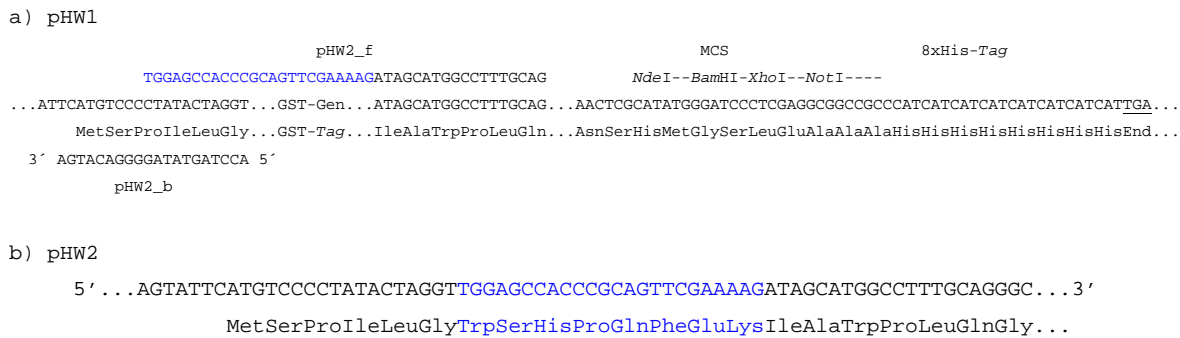 a) pHW1
pHW2_f MCS 8xHis-Tag
TGGAGCCACCCGCAGTTCGAAAAGATAGCATGGCCTTTGCAG NdeI--BamHI-XhoI--NotI----
...ATTCATGTCCCCTATACTAGGT...GST-Gen...ATAGCATGGCCTTTGCAG...AACTCGCATATGGGATCCCTCGAGGCGGCCGCCCATCATCATCATCATCATCATCATTGA...
MetSerProIleLeuGly...GST-Tag...IleAlaTrpProLeuGln...AsnSerHisMetGlySerLeuGluAlaAlaAlaHisHisHisHisHisHisHisHisEnd...
3´ AGTACAGGGGATATGATCCA 5´
pHW2_b
b) pHW2
5’...AGTATTCATGTCCCCTATACTAGGTTGGAGCCACCCGCAGTTCGAAAAGATAGCATGGCCTTTGCAGGGC...3’
MetSerProIleLeuGlyTrpSerHisProGlnPheGluLysIleAlaTrpProLeuGlnGly...